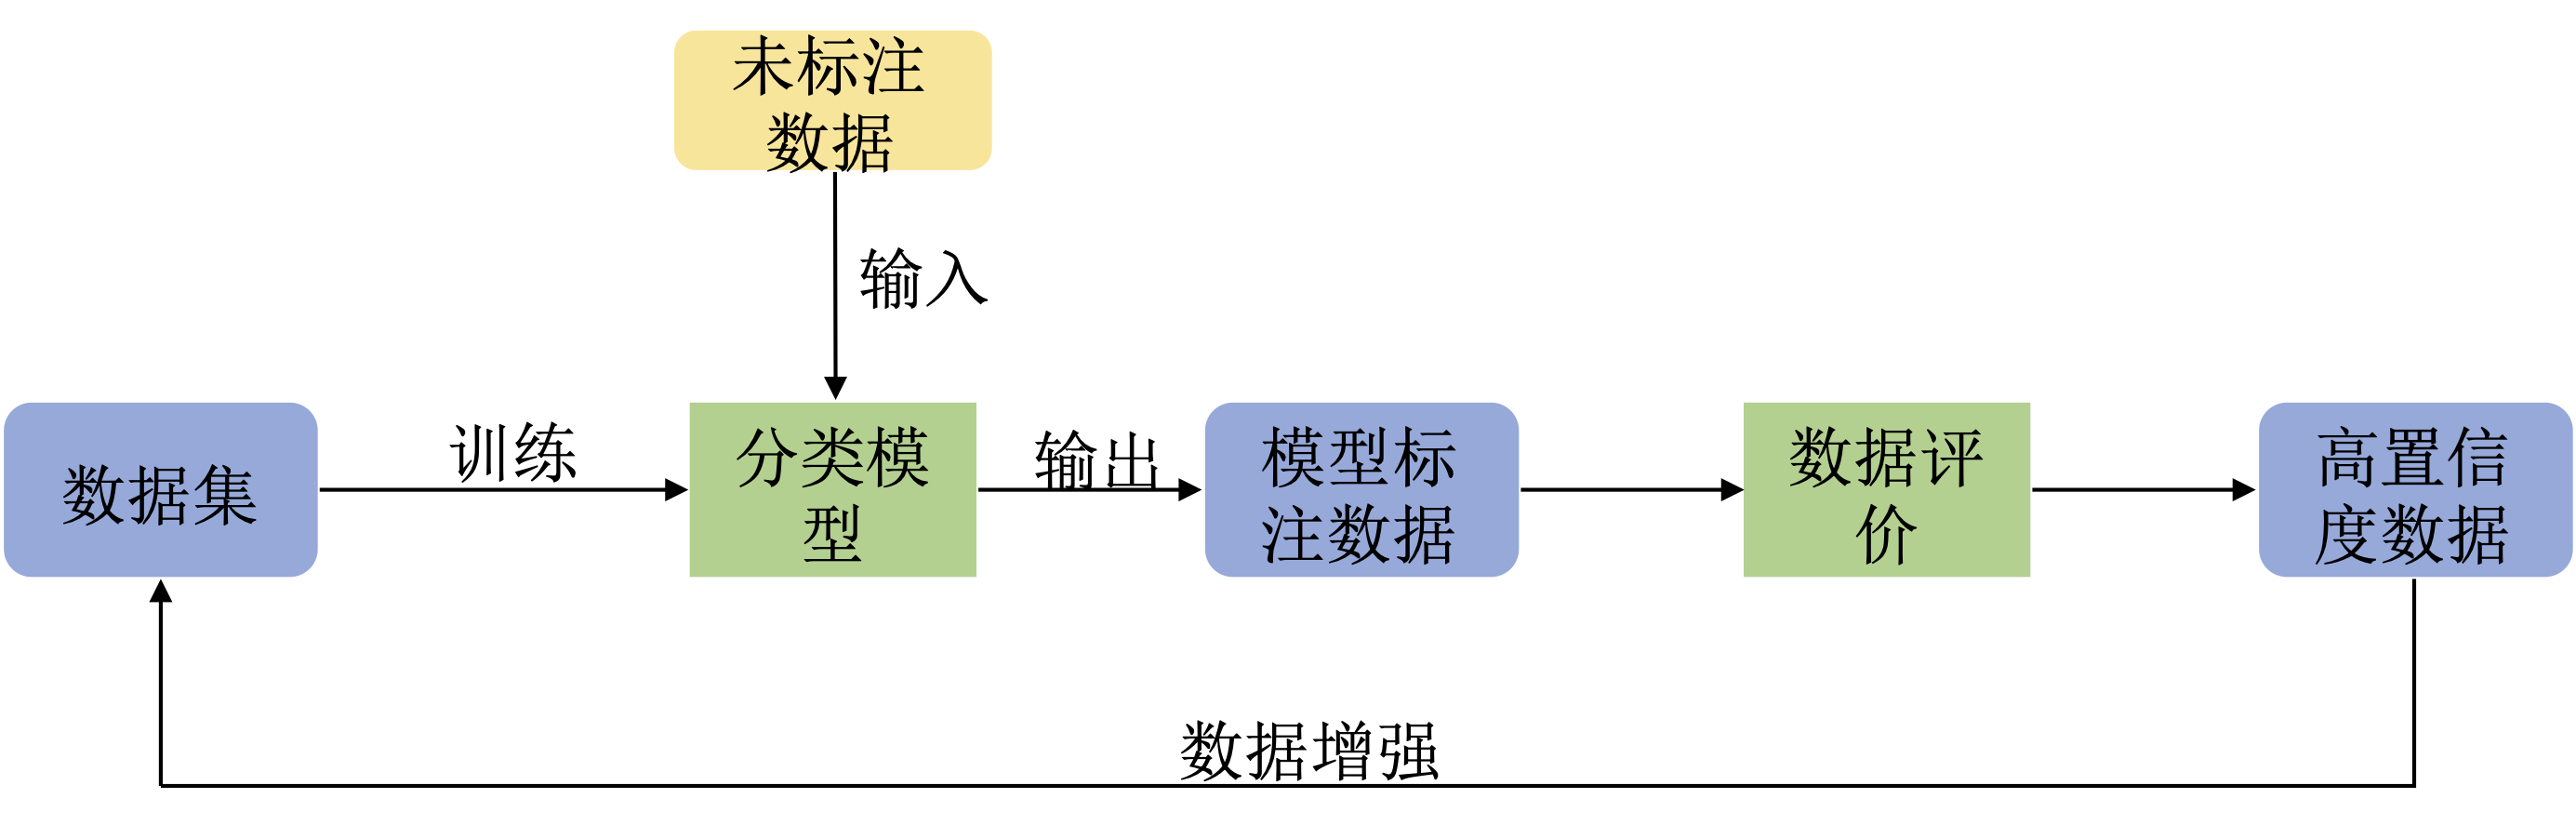 未标注
数据
输入
数据集
训练
分类模
型
输出
模型标
注数据
数据评
价
高置信
度数据
数据增强